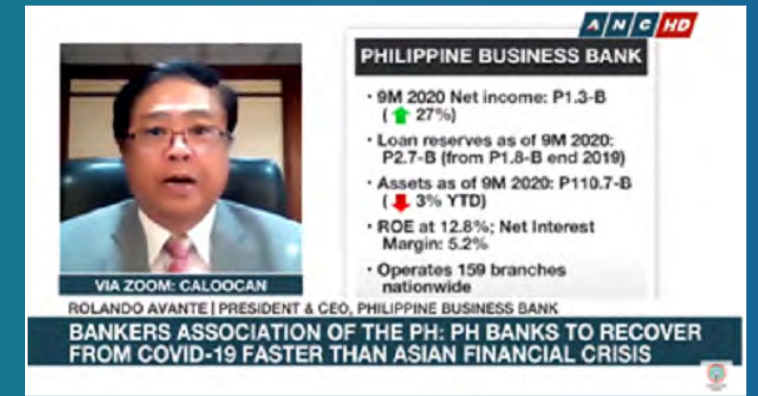 ANC HD
PHILIPPINE BUSINESS BANK
• 9M 2020 Net income: P1.3-B
(⬆ 27%)
• Loan reserves as of 9M 2020:
P2.7-B (from P1.8-B end 2019)
• Assets as of 9M 2020: P110.7-B
(⬇ 3% YTD)
• ROE at 12.8%; Net Interest
Margin: 5.2%
• Operates 159 branches
nationwide
VIA ZOOM: CALOOCAN
ROLANDO AVANTE | PRESIDENT & CEO, PHILIPPINE BUSINESS BANK
BANKERS ASSOCIATION OF THE PH: PH BANKS TO RECOVER
FROM COVID-19 FASTER THAN ASIAN FINANCIAL CRISIS